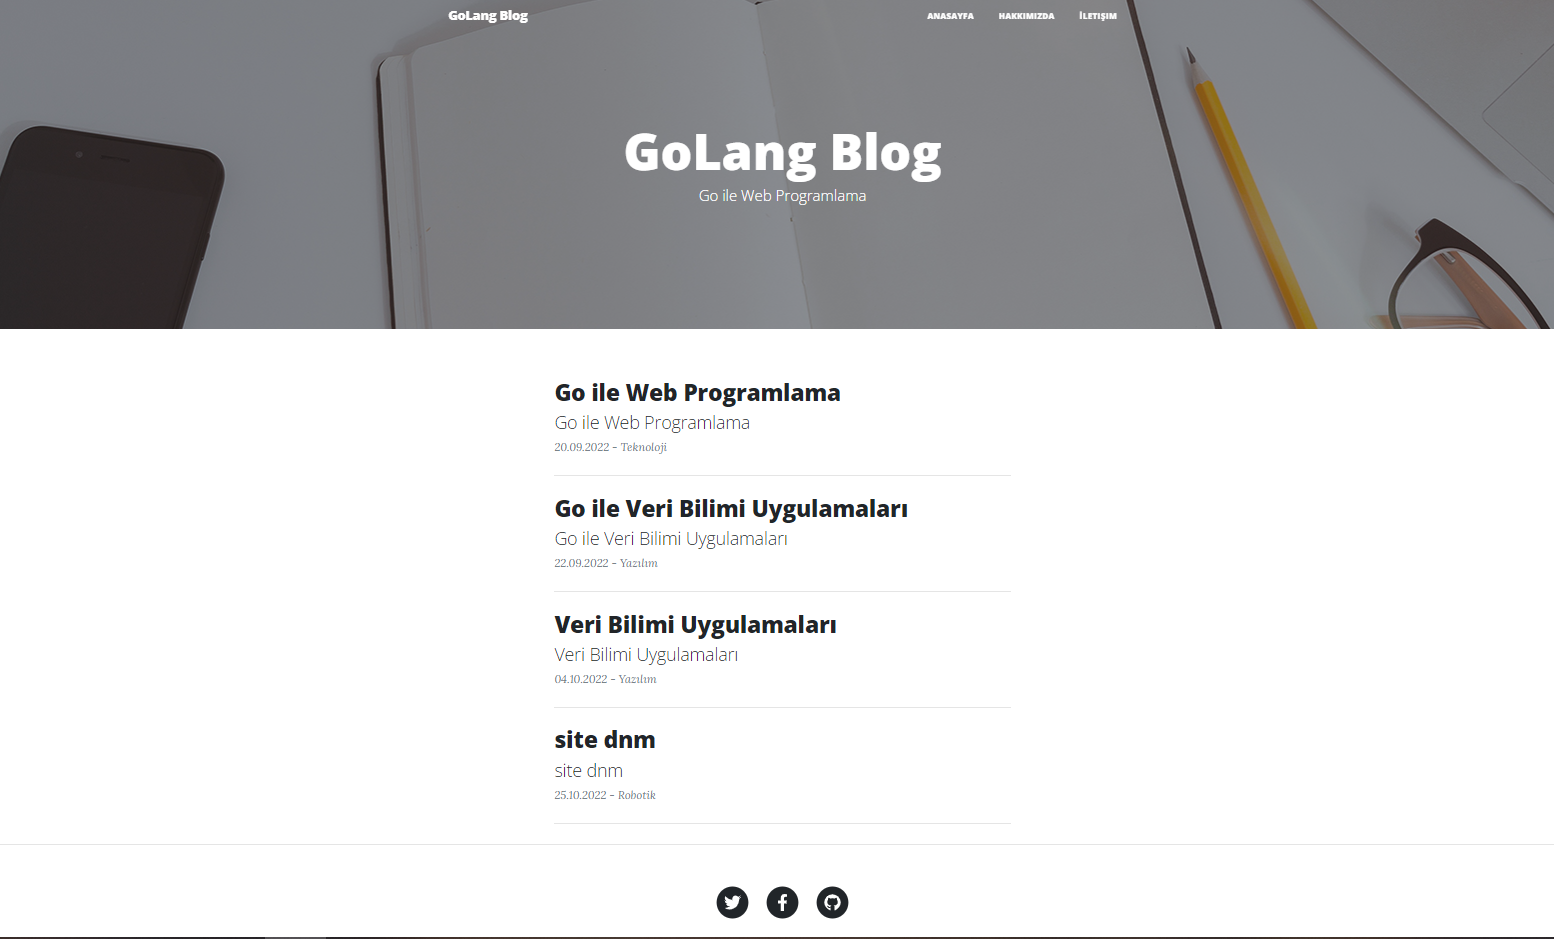 GoLang Blog
ANASAYFA HAKKIMIZDA İLETIŞIM
GoLang Blog
Go ile Web Programlama
Go ile Web Programlama
Go ile Web Programlama
20.09.2022 - Teknoloji
Go ile Veri Bilimi Uygulamaları
Go ile Veri Bilimi Uygulamaları
22.09.2022 - Yazılım
Veri Bilimi Uygulamaları
Veri Bilimi Uygulamaları
04.10.2022 - Yazılım
site dnm
site dnm
25.10.2022 - Robotik